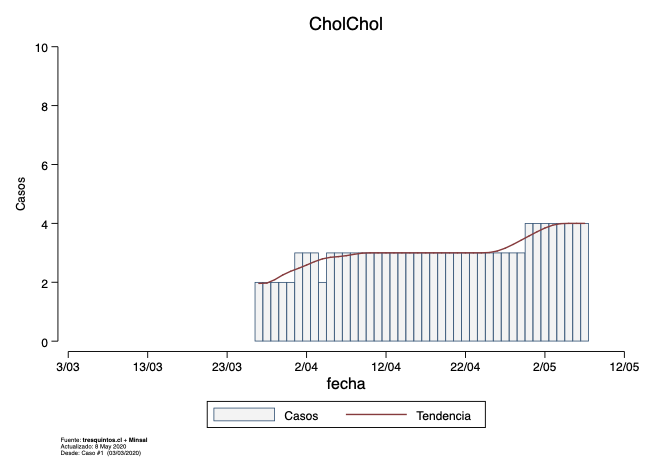 CholChol
10
8
6
4
2
0
Casos
3/03 13/03 23/03 2/04 12/04 22/04 2/05 12/05
fecha
Casos Tendencia
Fuente: tresquintos.cl + Minsal
Actualizado: 8 May 2020
Desde: Caso #1 (03/03/2020)